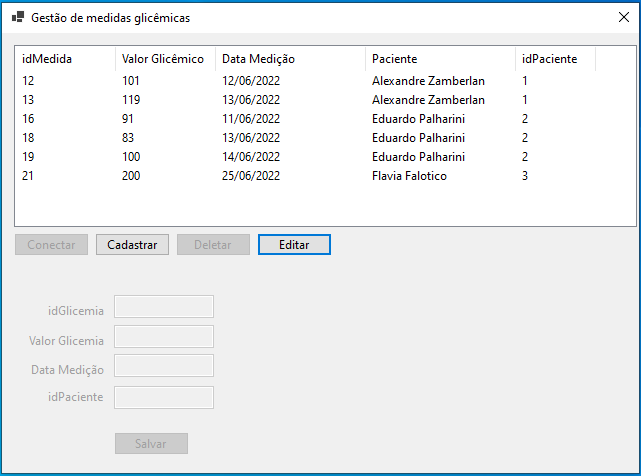 Gestão de medidas glicêmicas
idMedida Valor Glicêmico Data Medição Paciente idPaciente
12 101 12/06/2022 Alexandre Zamberlan 1
13 119 13/06/2022 Alexandre Zamberlan 1
16 91 11/06/2022 Eduardo Palharini 2
18 83 13/06/2022 Eduardo Palharini 2
19 100 14/06/2022 Eduardo Palharini 2
21 200 25/06/2022 Flavia Falotico 3
Conectar Cadastrar Deletar Editar
idGlicemia
Valor Glicemia
Data Medição
idPaciente
Salvar